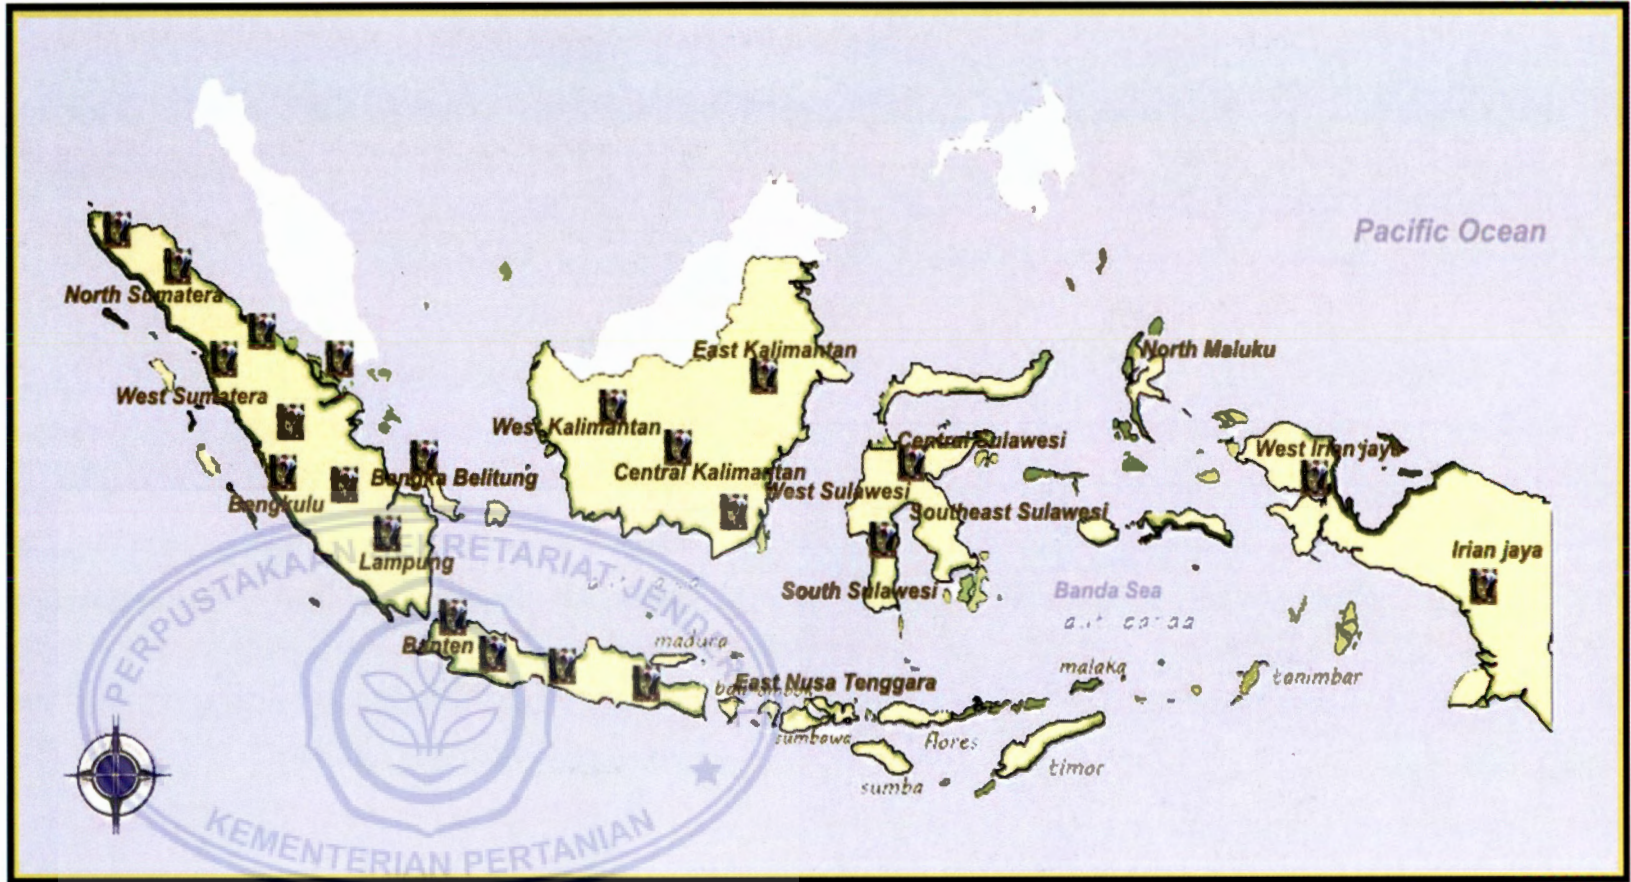 Pacific Ocean
North Sumatera
East Kalimantan
North Maluku
West Sumatera
West Kalimantan
Central Sulawesi
West Irian jaya
Central Kalimantan
Bangka Belitung
West Sulawesi
Bengkulu
Southeast Sulawesi
Irian jaya
Lampung
South Sulawesi
Banda Sea
Banten
madura
malaka
East Nusa Tenggara
tanimbar
sumbawa
flores
timor
sumba
PERPUSTAKAAN SEKRETARIAT JENDERAL
KEMENTERIAN PERTANIAN